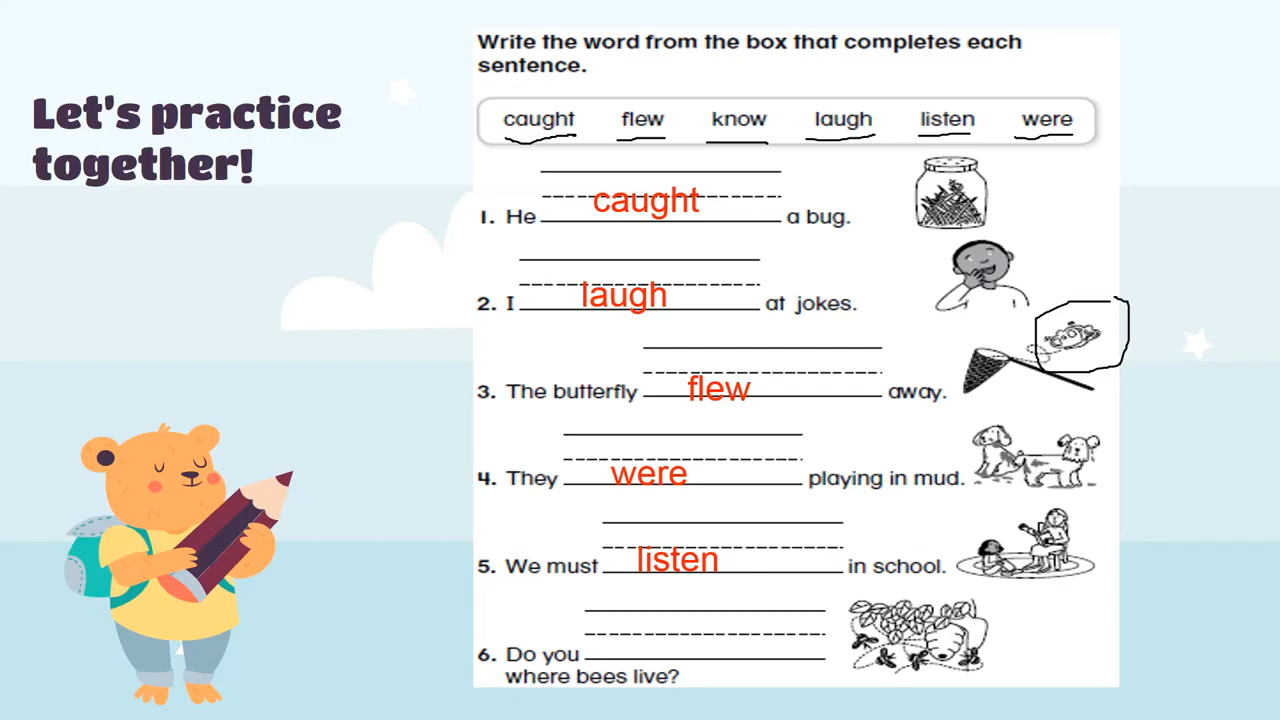 Let's practice
together!
Write the word from the box that completes each
sentence.
caught flew know laugh listen were
1. He caught a bug.
2. I laugh at jokes.
3. The butterfly flew away.
4. They were playing in mud.
5. We must listen in school.
6. Do you
where bees live?